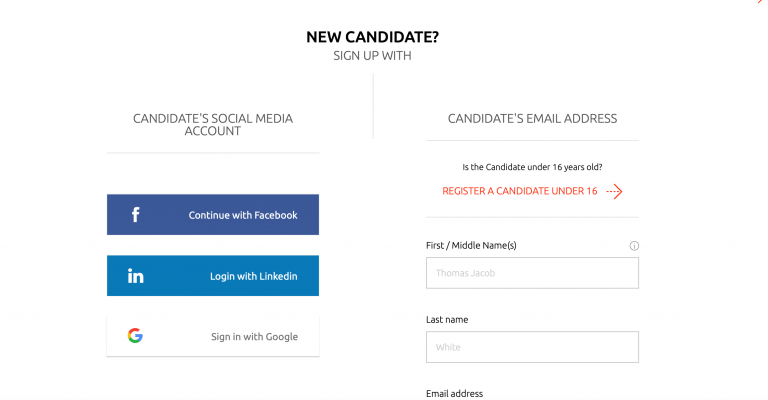 NEW CANDIDATE?
SIGN UP WITH
CANDIDATE'S SOCIAL MEDIA
ACCOUNT
Continue with Facebook
Login with Linkedin
Sign in with Google
CANDIDATE'S EMAIL ADDRESS
Is the Candidate under 16 years old?
REGISTER A CANDIDATE UNDER 16
First / Middle Name(s)
Thomas Jacob
Last name
White
Email address